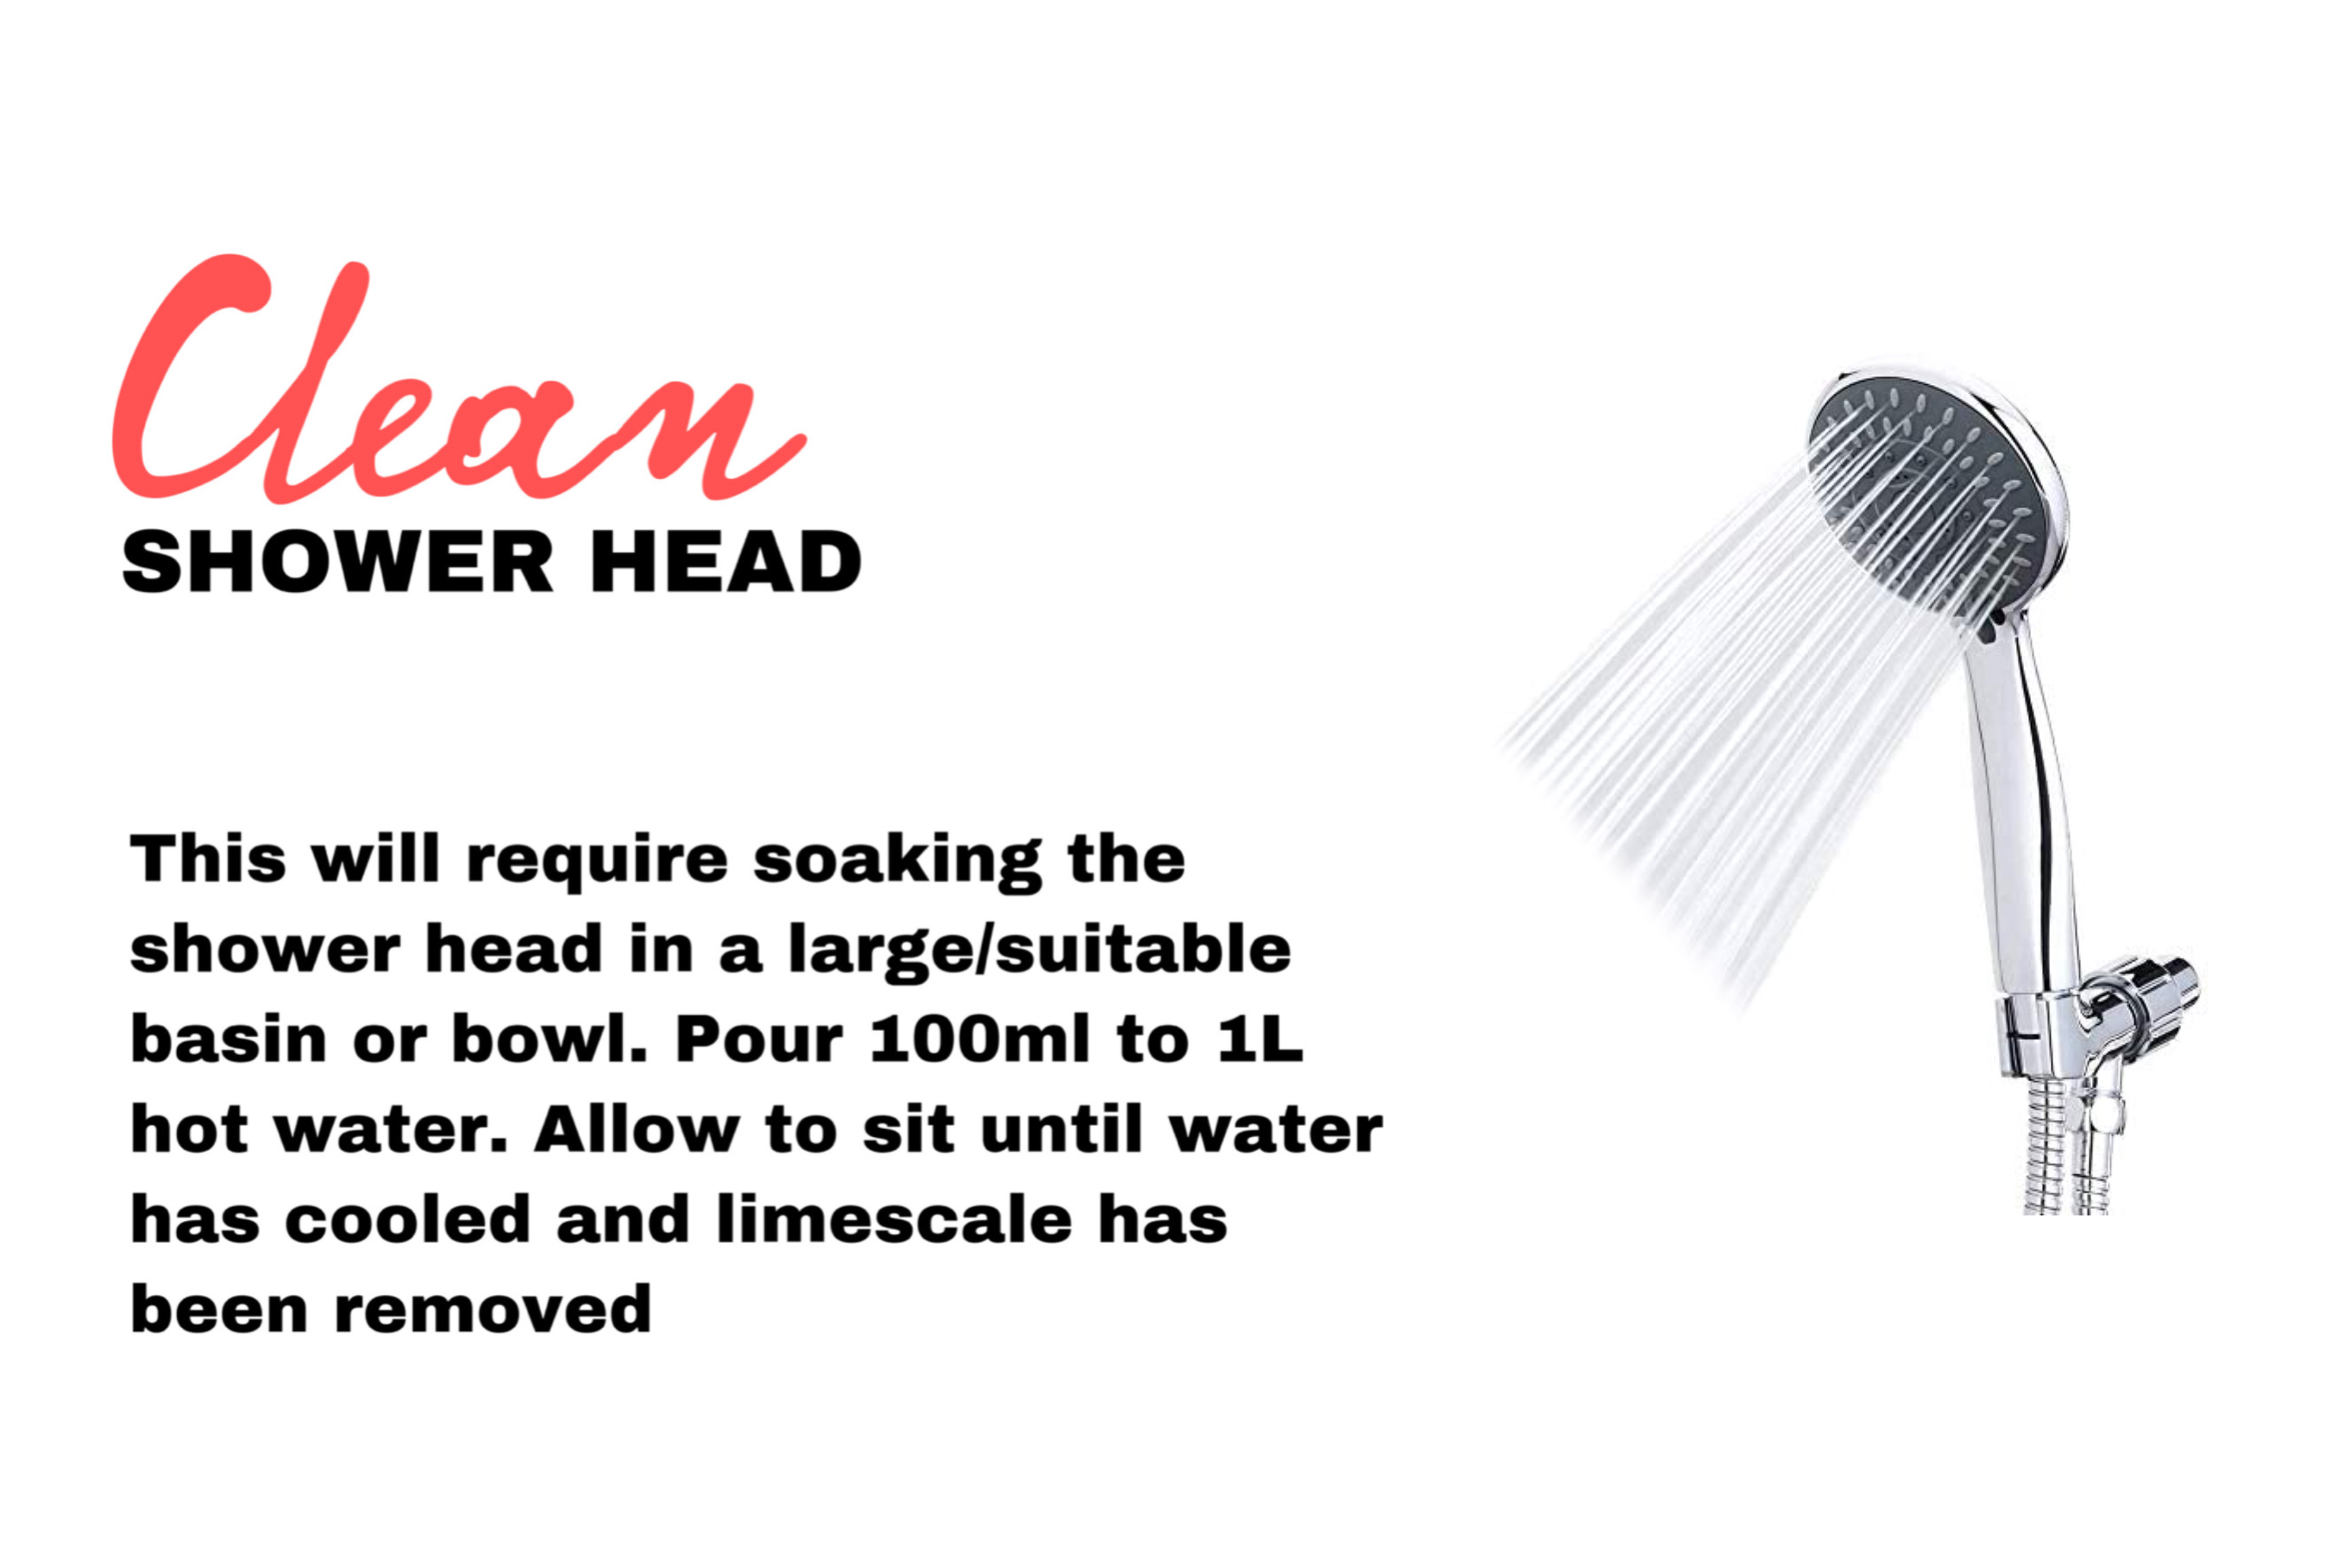 Clean
SHOWER HEAD
This will require soaking the
shower head in a large/suitable
basin or bowl. Pour 100ml to 1L
hot water. Allow to sit until water
has cooled and limescale has
been removed